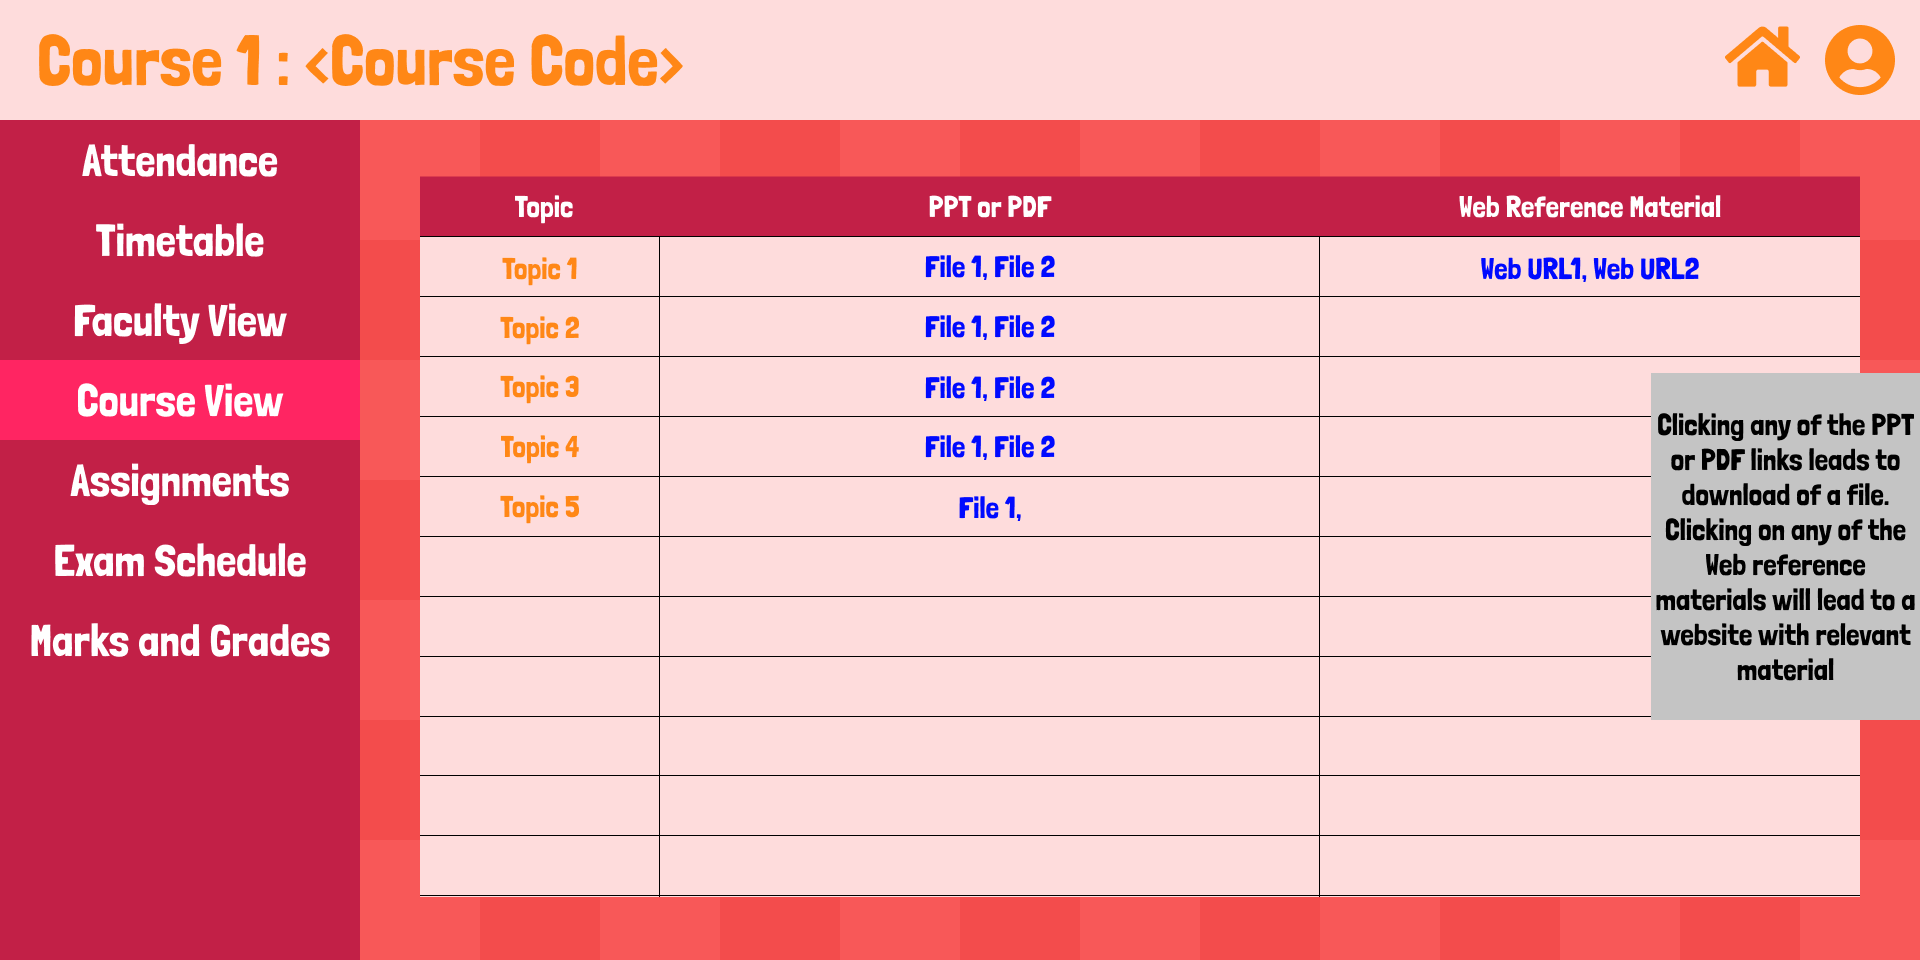 Course 1 : <Course Code>
Attendance
Timetable
Faculty View
Course View
Assignments
Exam Schedule
Marks and Grades
Topic PPT or PDF Web Reference Material
Topic 1 File 1, File 2 Web URL1, Web URL2
Topic 2 File 1, File 2
Topic 3 File 1, File 2
Topic 4 File 1, File 2
Topic 5 File 1,
Clicking any of the PPT
or PDF links leads to
download of a file.
Clicking on any of the
Web reference
materials will lead to a
website with relevant
material